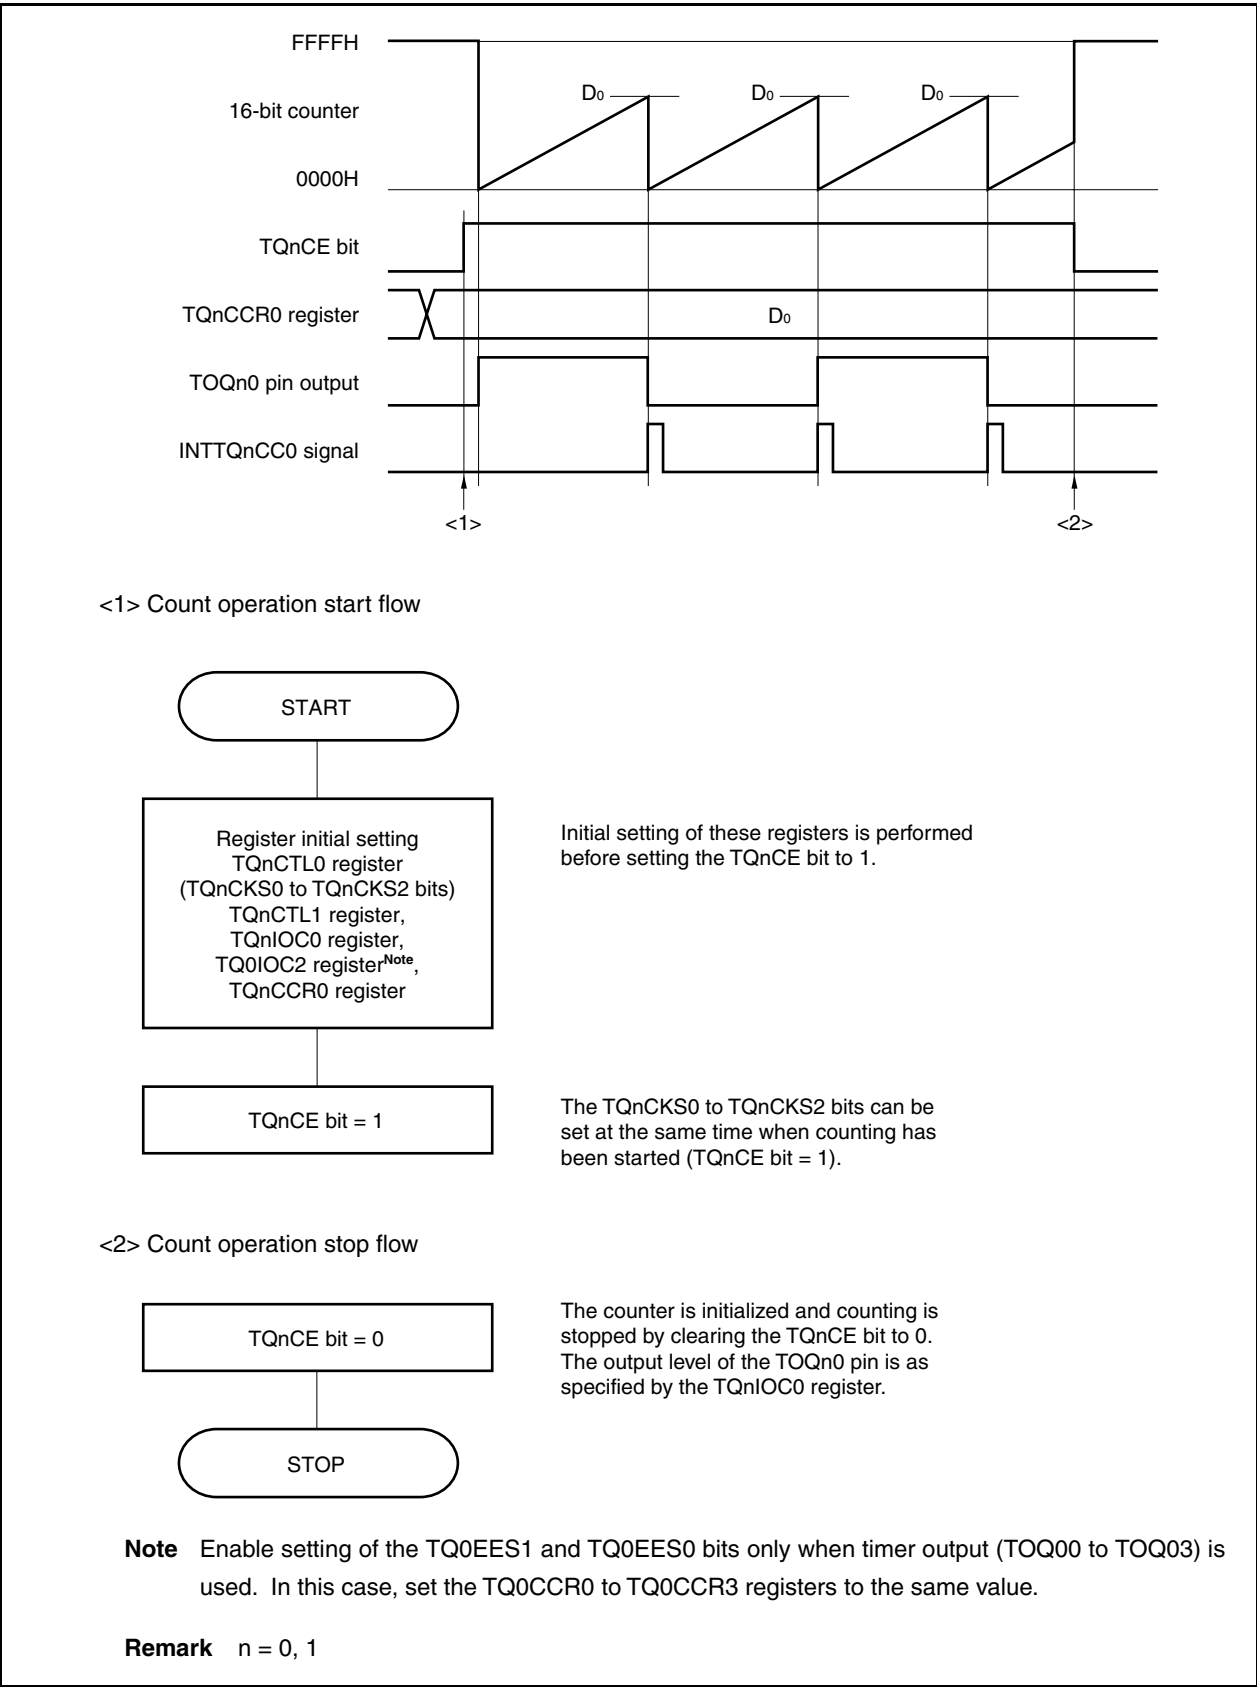 FFFFH
D0 D0 D0
16-bit counter
0000H
TQnCE bit
TQnCCR0 register D0
TOQn0 pin output
INTTQnCC0 signal
<1> <2>
<1> Count operation start flow
START
Register initial setting
TQnCTL0 register
(TQnCKS0 to TQnCKS2 bits)
TQnCTL1 register,
TQnIOC0 register,
TQ0IOC2 registerNote,
TQnCCR0 register
Initial setting of these registers is performed
before setting the TQnCE bit to 1.
TQnCE bit = 1
The TQnCKS0 to TQnCKS2 bits can be
set at the same time when counting has
been started (TQnCE bit = 1).
<2> Count operation stop flow
TQnCE bit = 0
The counter is initialized and counting is
stopped by clearing the TQnCE bit to 0.
The output level of the TOQn0 pin is as
specified by the TQnIOC0 register.
STOP
Note Enable setting of the TQ0EES1 and TQ0EES0 bits only when timer output (TOQ00 to TOQ03) is
used. In this case, set the TQ0CCR0 to TQ0CCR3 registers to the same value.
Remark n = 0, 1